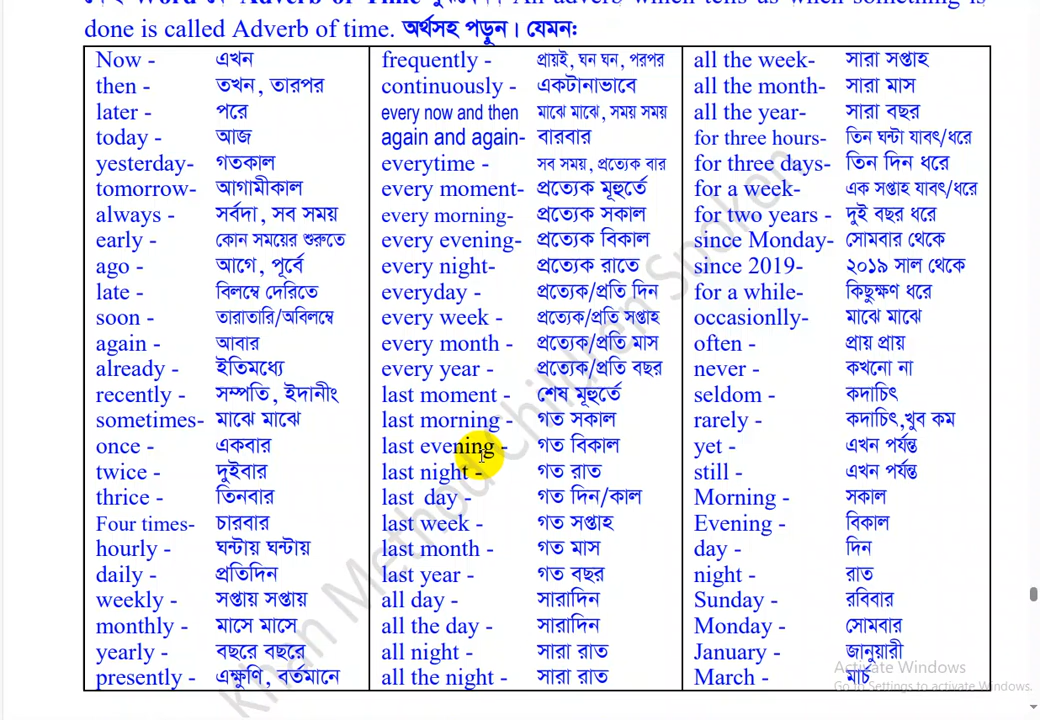 done is called Adverb of time. অর্থসহ পড়ুন। যেমনঃ
Now - এখন
then - তখন, তারপর
later - পরে
today - আজ
yesterday- গতকাল
tomorrow- আগামীকাল
always - সর্বদা, সব সময়
early - কোন সময়ের শুরুতে
ago - আগে, পূর্বে
late - বিলম্বে দেরিতে
soon - তারাতারি/অবিলম্বে
again - আবার
already - ইতিমধ্যে
recently - সম্পতি, ইদানীং
sometimes- মাঝে মাঝে
once - একবার
twice - দুইবার
thrice - তিনবার
Four times- চারবার
hourly - ঘন্টায় ঘন্টায়
daily - প্রতিদিন
weekly - সপ্তায় সপ্তায়
monthly - মাসে মাসে
yearly - বছরে বছরে
presently - এক্ষুণি, বর্তমানে
frequently - প্রায়ই, ঘন ঘন, পরপর
continuously - একটানাভাবে
every now and then মাঝে মাঝে, সময় সময়
again and again- বারবার
everytime - সব সময়, প্রত্যেক বার
every moment- প্রত্যেক মূহুর্তে
every morning- প্রত্যেক সকাল
every evening- প্রত্যেক বিকাল
every night- প্রত্যেক রাতে
everyday - প্রত্যেক/প্রতি দিন
every week - প্রত্যেক/প্রতি সপ্তাহ
every month - প্রত্যেক/প্রতি মাস
every year - প্রত্যেক/প্রতি বছর
last moment - শেষ মূহুর্তে
last morning - গত সকাল
last evening - গত বিকাল
last night - গত রাত
last day - গত দিন/কাল
last week - গত সপ্তাহ
last month - গত মাস
last year - গত বছর
all day - সারাদিন
all the day - সারাদিন
all night - সারা রাত
all the night - সারা রাত
all the week- সারা সপ্তাহ
all the month- সারা মাস
all the year- সারা বছর
for three hours- তিন ঘন্টা যাবৎ/ধরে
for three days- তিন দিন ধরে
for a week- এক সপ্তাহ যাবৎ/ধরে
for two years - দুই বছর ধরে
since Monday- সোমবার থেকে
since 2019- ২০১৯ সাল থেকে
for a while- কিছুক্ষণ ধরে
occasionlly- মাঝে মাঝে
often - প্রায় প্রায়
never - কখনো না
seldom - কদাচিৎ
rarely - কদাচিৎ,খুব কম
yet - এখন পর্যন্ত
still - এখন পর্যন্ত
Morning - সকাল
Evening - বিকাল
day - দিন
night - রাত
Sunday - রবিবার
Monday - সোমবার
January - জানুয়ারী
March - মার্চ
Khan Method Children Spoken
Activate Windows
Go to Settings to activate Windows.